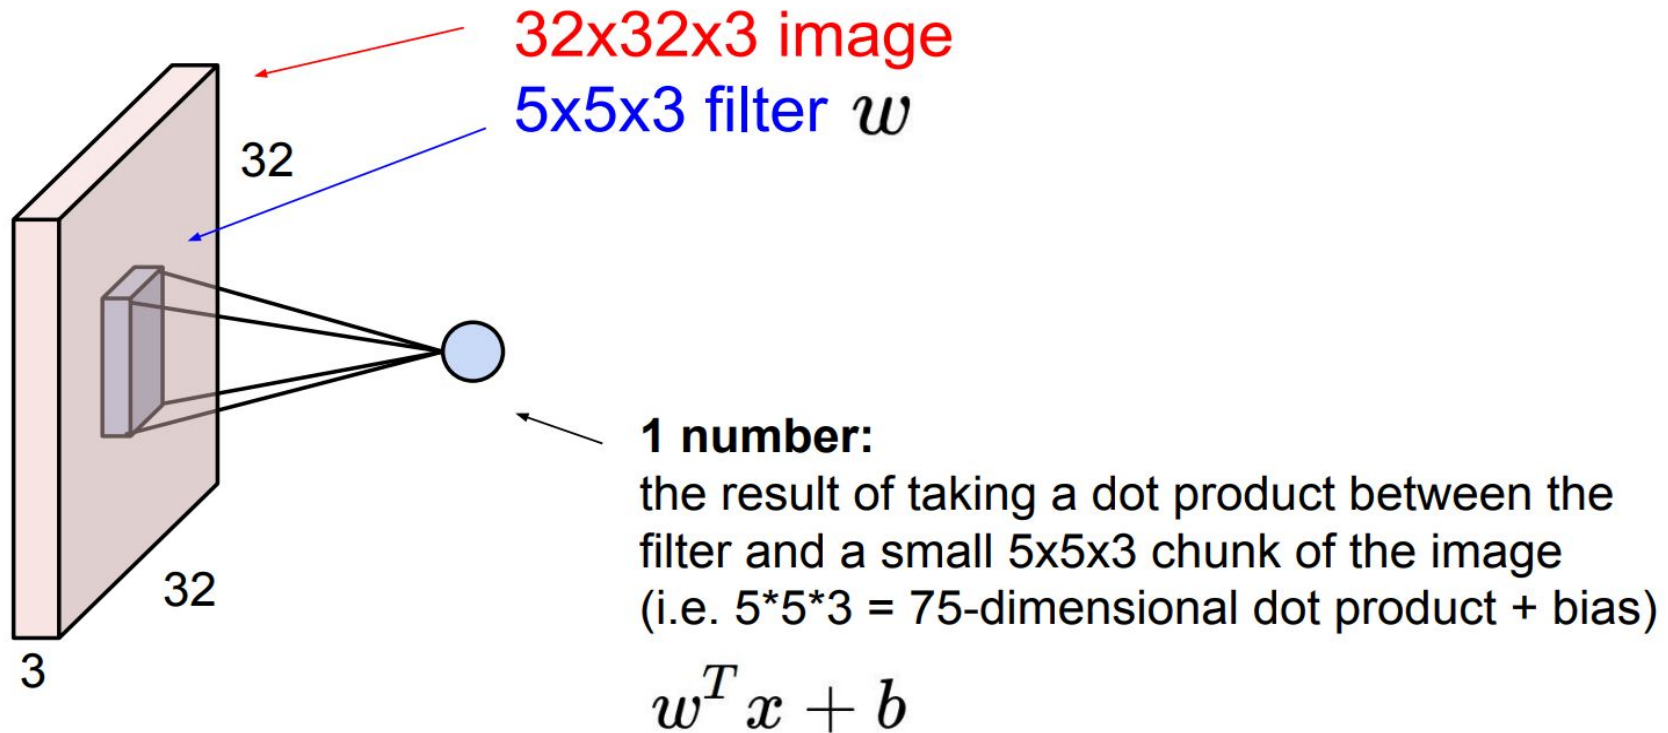 32x32x3 image
5x5x3 filter w
32
32
3
1 number:
the result of taking a dot product between the
filter and a small 5x5x3 chunk of the image
(i.e. 5*5*3 = 75-dimensional dot product + bias)
w^T x + b